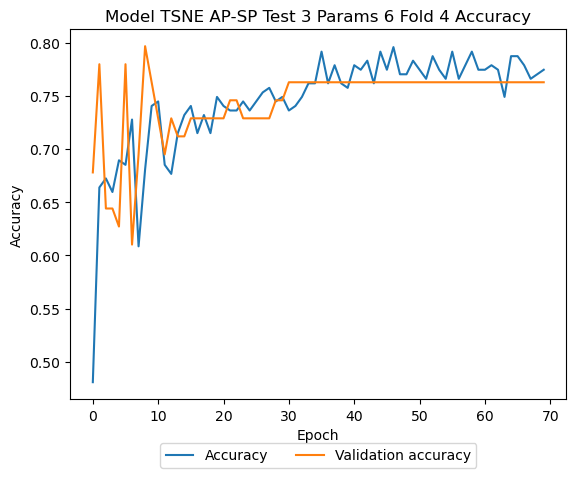 Model TSNE AP-SP Test 3 Params 6 Fold 4 Accuracy
Accuracy
0.80
0.75
0.70
0.65
0.60
0.55
0.50
0 10 20 30 40 50 60 70
Epoch
Accuracy Validation accuracy